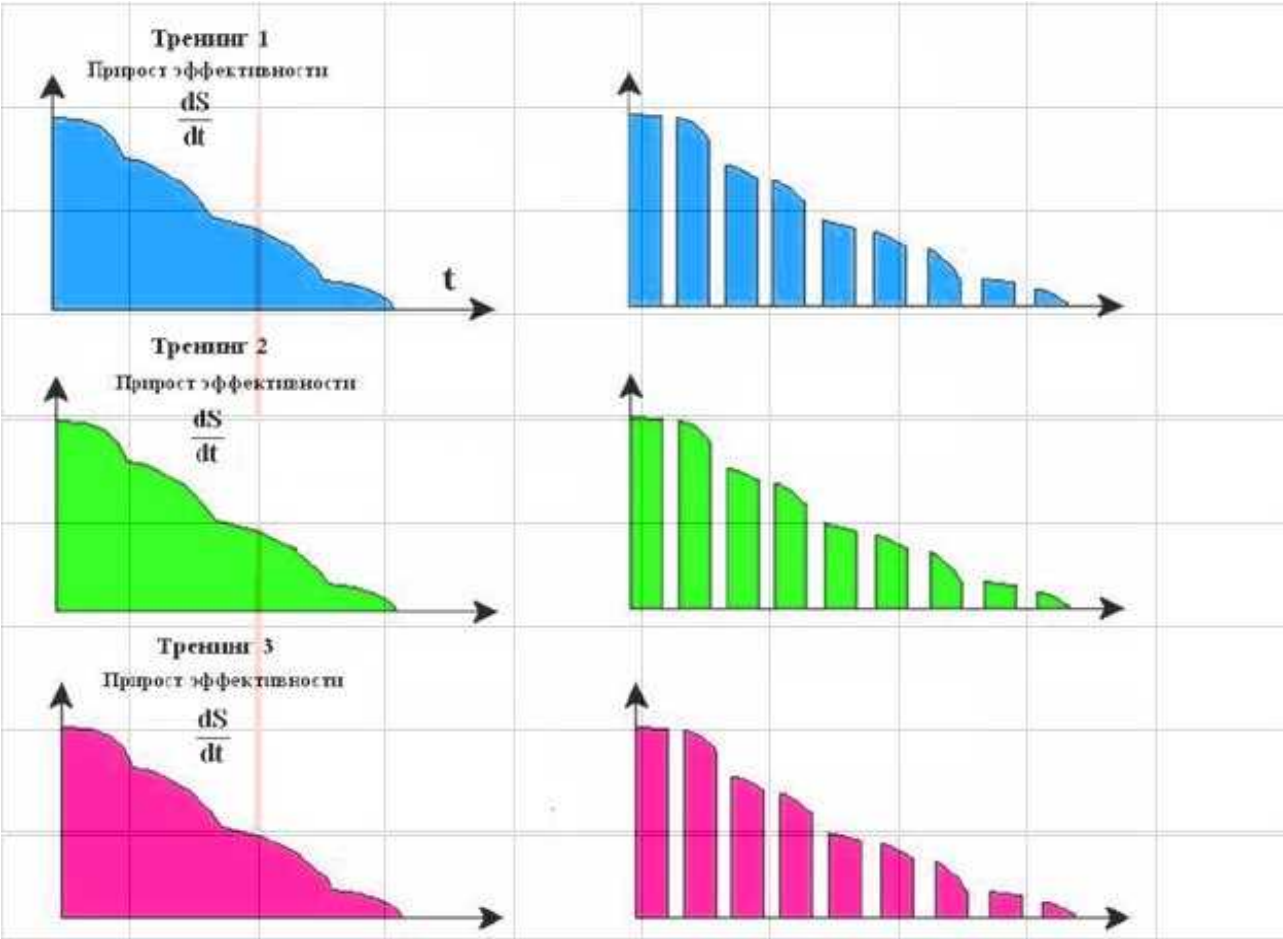 Тренинг 1
Прирост эффективности
dS
dt
t
Тренинг 2
Прирост эффективности
dS
dt
Тренинг 3
Прирост эффективности
dS
dt